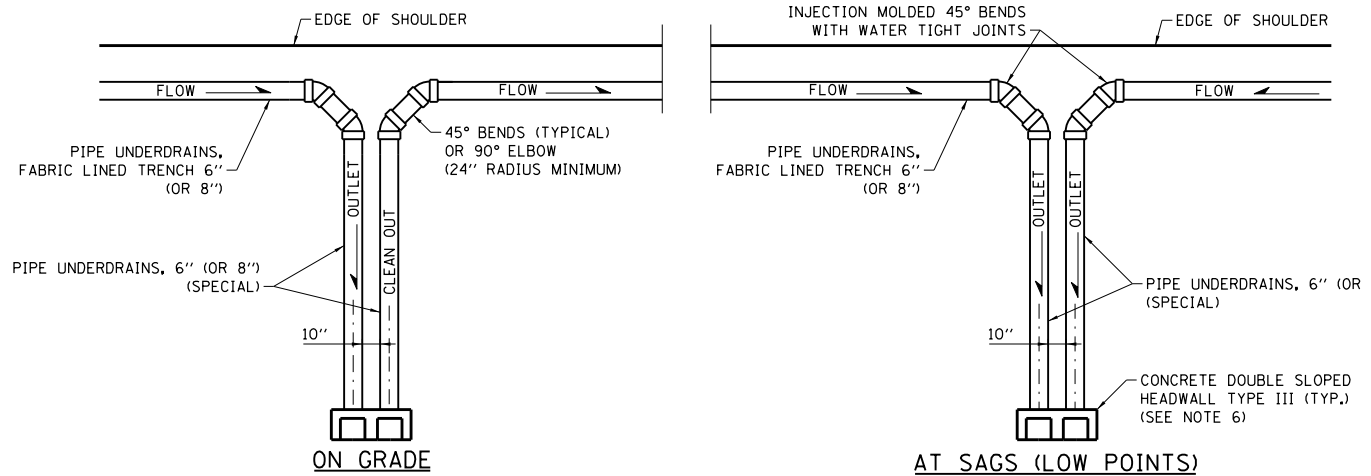 EDGE OF SHOULDER
FLOW
FLOW
PIPE UNDERDRAINS,
FABRIC LINED TRENCH 6"
(OR 8")
45° BENDS (TYPICAL)
OR 90° ELBOW
(24" RADIUS MINIMUM)
OUTLET
CLEAN OUT
PIPE UNDERDRAINS, 6" (OR 8")
(SPECIAL)
10"
ON GRADE
INJECTION MOLDED 45° BENDS
WITH WATER TIGHT JOINTS
EDGE OF SHOULDER
FLOW
FLOW
PIPE UNDERDRAINS,
FABRIC LINED TRENCH 6"
(OR 8")
OUTLET
OUTLET
PIPE UNDERDRAINS, 6" (OR
(SPECIAL)
10"
CONCRETE DOUBLE SLOPED
HEADWALL TYPE III (TYP.)
(SEE NOTE 6)
AT SAGS (LOW POINTS)